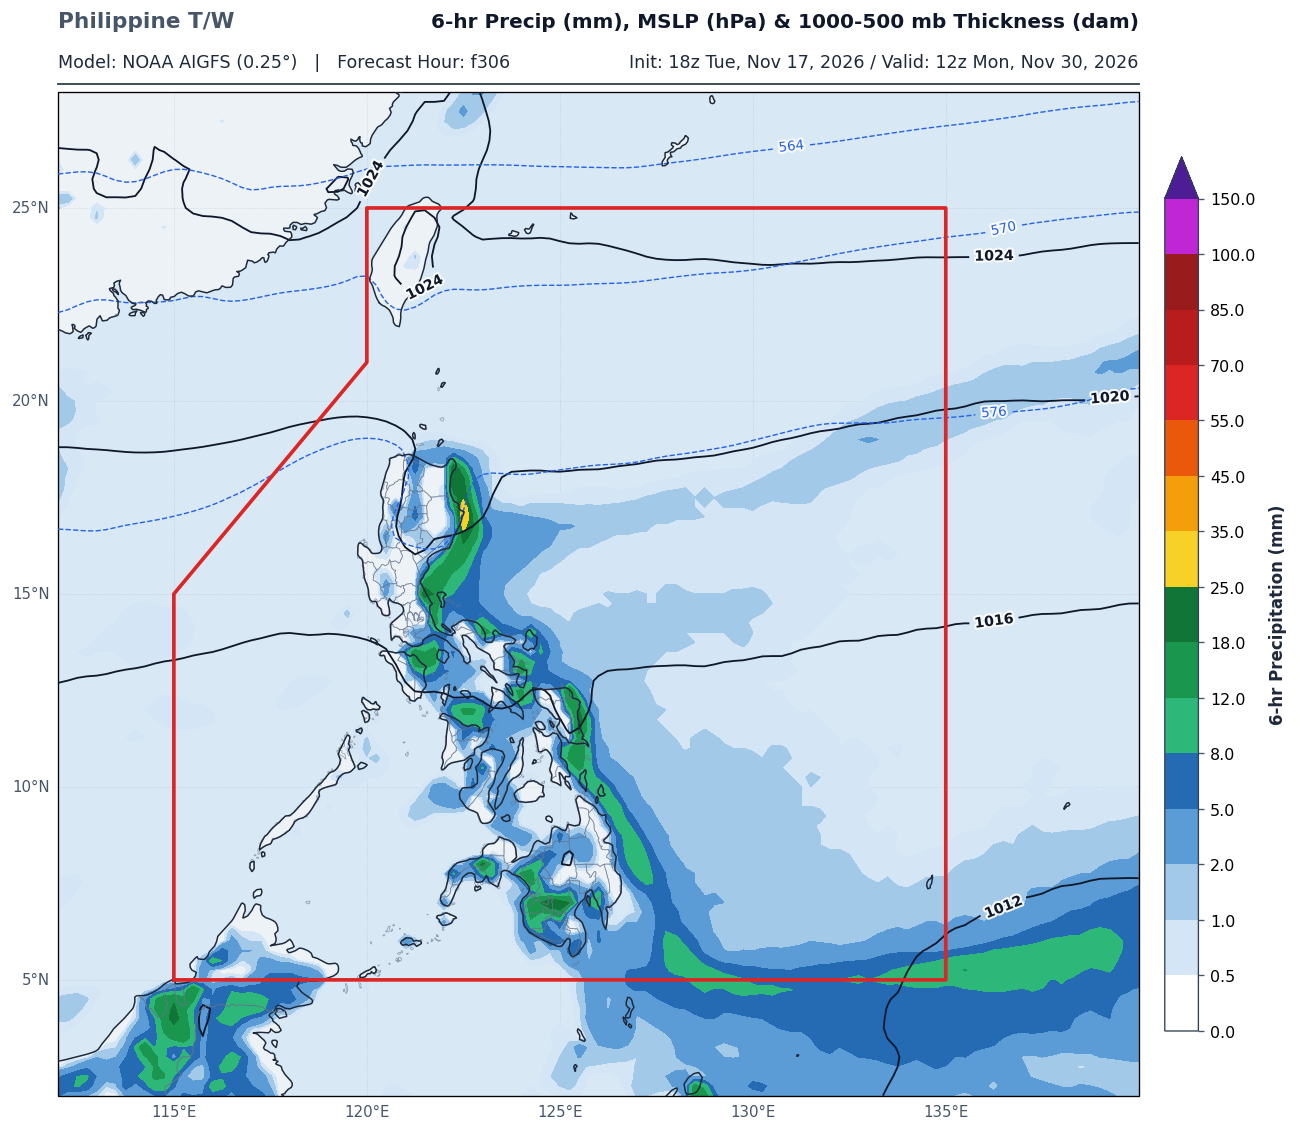 Philippine T/W
6-hr Precip (mm), MSLP (hPa) & 1000-500 mb Thickness (dam)
Model: NOAA AIGFS (0.25°) | Forecast Hour: f306
Init: 18z Tue, Nov 17, 2026 / Valid: 12z Mon, Nov 30, 2026
564
1024
570
1024
1024
1020
576
1016
1012
25°N
20°N
15°N
10°N
5°N
115°E
120°E
125°E
130°E
135°E
150.0
100.0
85.0
70.0
55.0
45.0
35.0
25.0
18.0
12.0
8.0
5.0
2.0
1.0
0.5
0.0
6-hr Precipitation (mm)